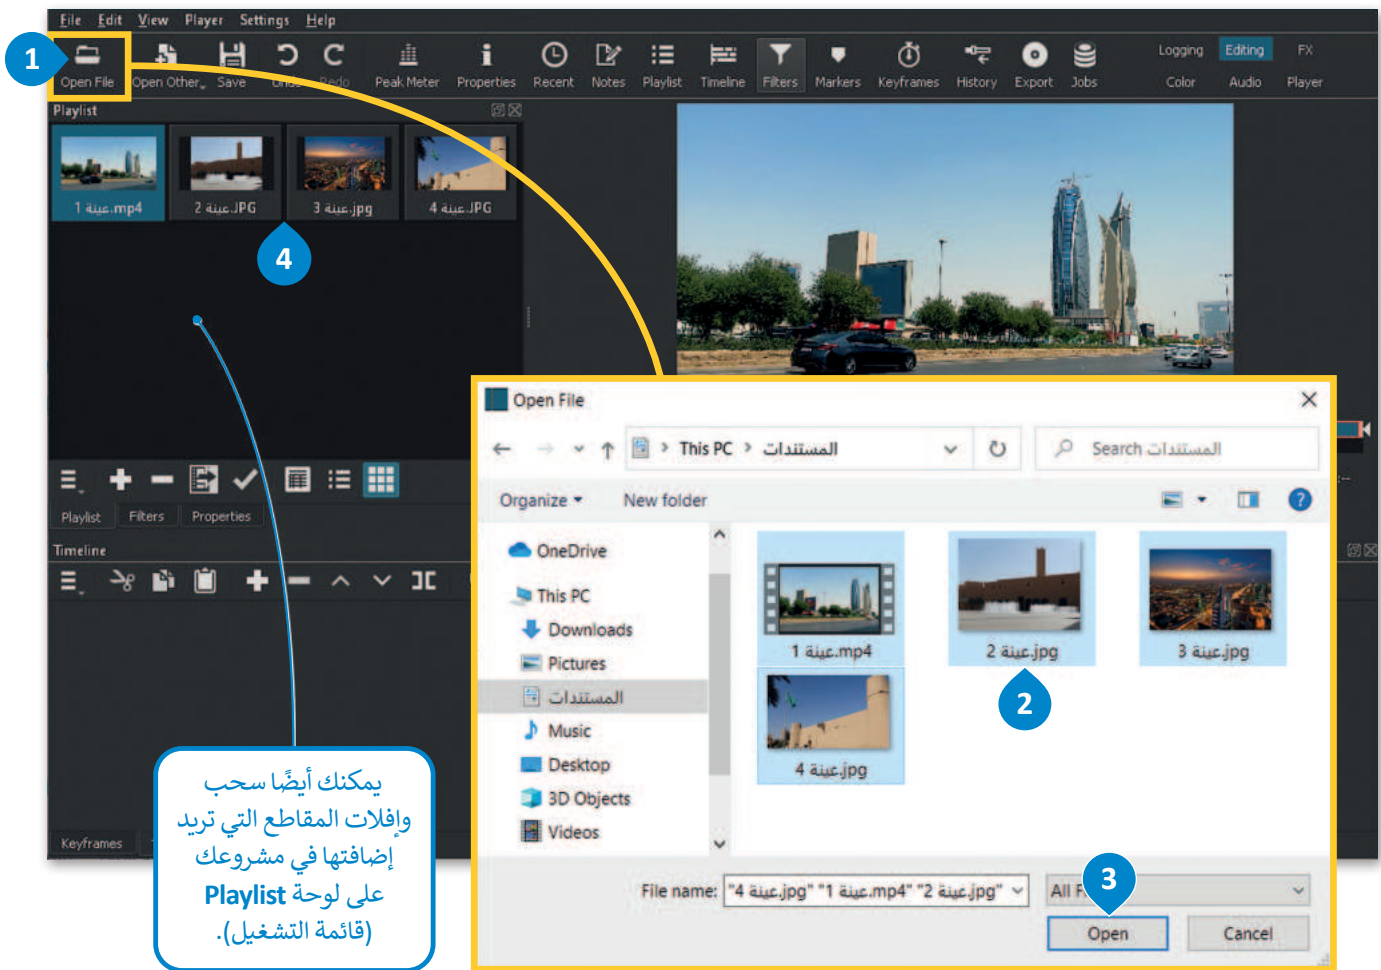 File Edit View Player Settings Help
1
Open File Open Other Save Undo Redo Peak Meter Properties Recent Notes Playlist Timeline Filters Markers Keyframes History Export Jobs
Logging Editing FX
Color Audio Player
Playlist
عينة 1.mp4
عينة 2.JPG
عينة 3.jpg
عينة 4.JPG
4
Playlist Filters Properties
Timeline
Keyframes
Open File
This PC > المستندات
Search المستندات
Organize New folder
OneDrive
This PC
Downloads
Pictures
المستندات
Music
Desktop
3D Objects
Videos
عينة 1.mp4
عينة 2.jpg
عينة 3.jpg
2
عينة 4.jpg
File name: "عينة 4.jpg" "عينة 1.mp4" "عينة 2.jpg"
All F
3
Open Cancel
يمكنك أيضًا سحب
وإفلات المقاطع التي تريد
إضافتها في مشروعك
على لوحة Playlist
(قائمة التشغيل).